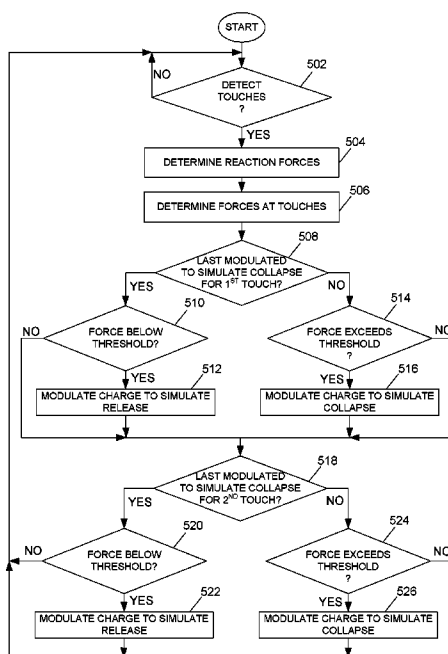 START
502
NO
DETECT
TOUCHES
?
YES
504
DETERMINE REACTION FORCES
506
DETERMINE FORCES AT TOUCHES
508
LAST MODULATED
TO SIMULATE COLLAPSE
FOR 1ST TOUCH?
YES
NO
510
514
NO
FORCE BELOW
THRESHOLD?
FORCE EXCEEDS
THRESHOLD
?
NO
YES
512
YES
516
MODULATE CHARGE TO SIMULATE
RELEASE
MODULATE CHARGE TO SIMULATE
COLLAPSE
518
LAST MODULATED
TO SIMULATE COLLAPSE
FOR 2ND TOUCH?
YES
NO
520
524
NO
FORCE BELOW
THRESHOLD?
FORCE EXCEEDS
THRESHOLD
?
NO
YES
522
YES
526
MODULATE CHARGE TO SIMULATE
RELEASE
MODULATE CHARGE TO SIMULATE
COLLAPSE